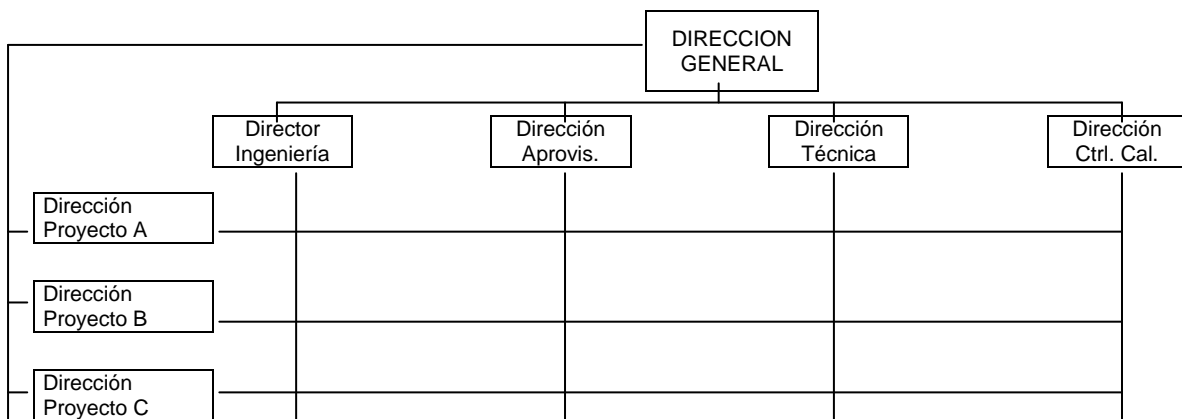 DIRECCION
GENERAL
Director
Ingeniería
Dirección
Aprovis.
Dirección
Técnica
Dirección
Ctrl. Cal.
Dirección
Proyecto A
Dirección
Proyecto B
Dirección
Proyecto C